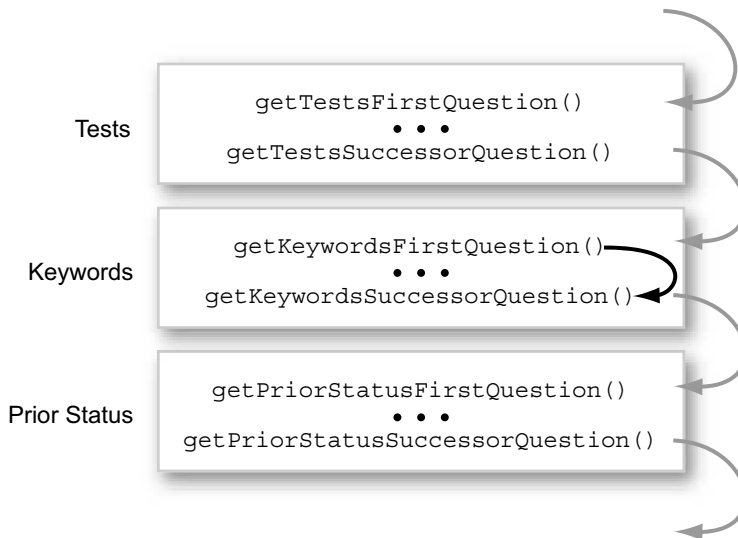 getTestsFirstQuestion()
• • •
Tests
getTestsSuccessorQuestion()
getKeywordsFirstQuestion()
• • •
Keywords
getKeywordsSuccessorQuestion()
getPriorStatusFirstQuestion()
• • •
Prior Status
getPriorStatusSuccessorQuestion()